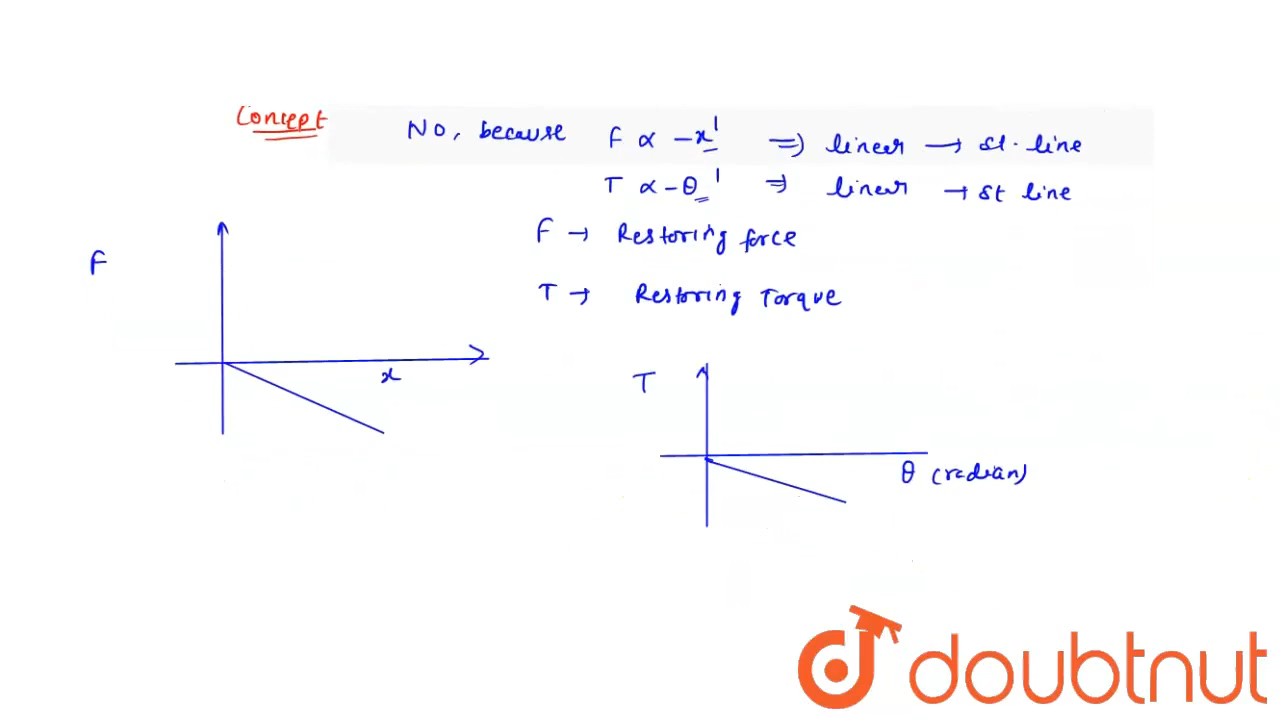 Concept
No, because F ∝ -x¹ ⇒ linear → st. line
T ∝ -θ¹ ⇒ linear → st line
F → Restoring force
T → Restoring Torque
F
x
T
θ (radian)
doubtnut